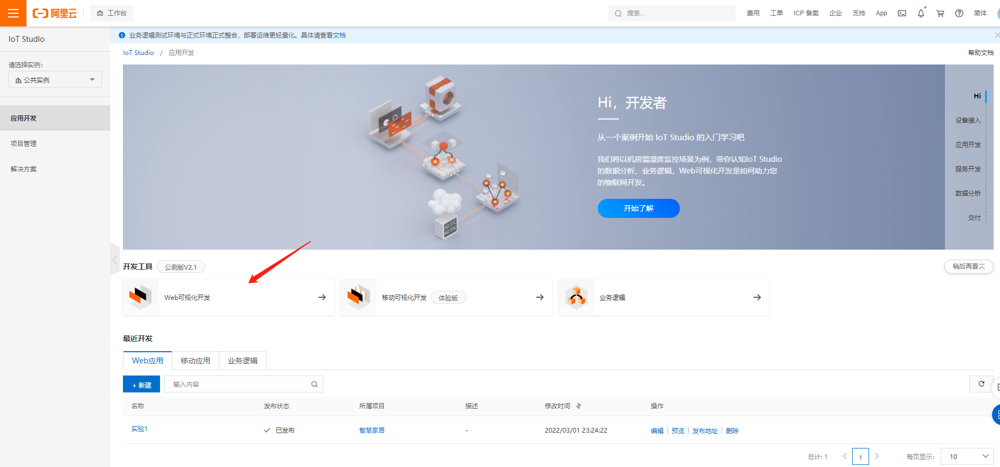 阿里云
工作台
搜索...
费用
工单
ICP 备案
企业
支持
App
简体
IoT Studio
请选择实例：
公共实例
应用开发
项目管理
解决方案
业务逻辑测试环境与正式环境正式整合，部署运维更轻量化。具体请查看文档
IoT Studio / 应用开发
帮助文档
Hi，开发者
从一个案例开始 IoT Studio 的入门学习吧
我们将以机房温湿度监控场景为例，带你认知IoT Studio
的数据分析、业务逻辑，Web可视化开发是如何助力您
的物联网开发。
开始了解
32.3℃
42.5%
Hi
设备接入
应用开发
服务开发
数据分析
交付
开发工具
公测版V2.1
稍后再看
Web可视化开发
移动可视化开发
体验版
业务逻辑
最近开发
Web应用
移动应用
业务逻辑
+ 新建
输入内容
名称
发布状态
所属项目
描述
修改时间
操作
实验1
已发布
智慧家居
-
2022/03/01 23:24:22
编辑 | 预览 | 发布地址 | 删除
总计: 1
1
每页显示：
10